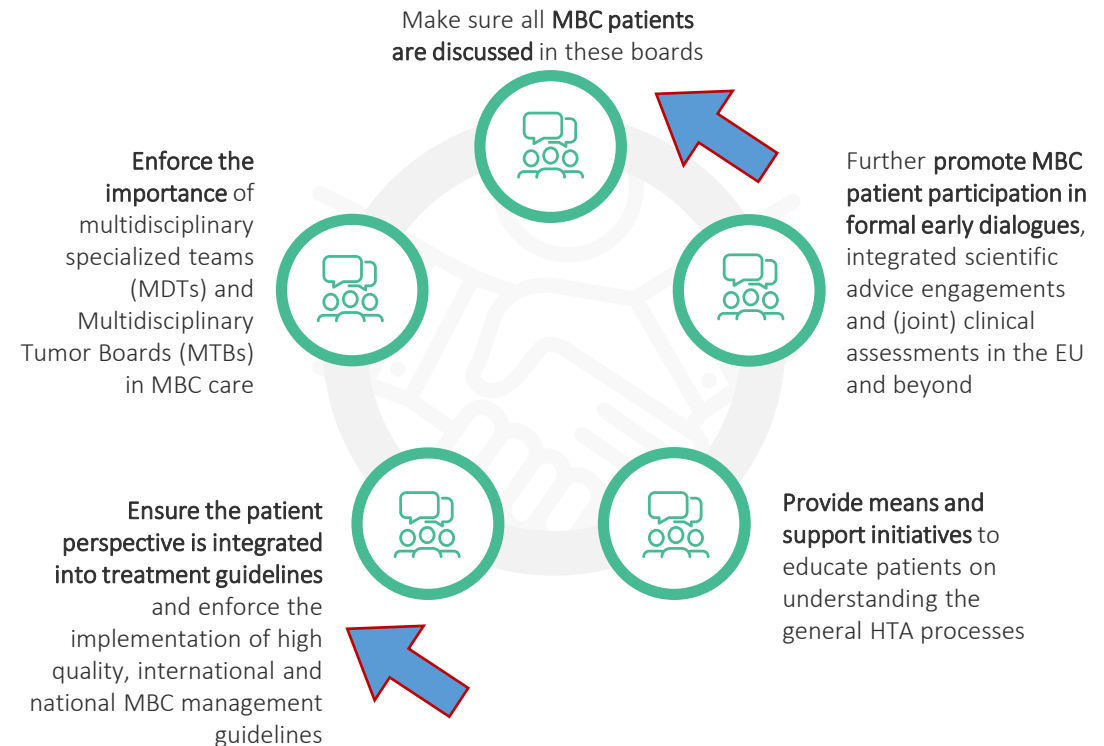 Make sure all MBC patients
are discussed in these boards
Enforce the
importance of
multidisciplinary
specialized teams
(MDTs) and
Multidisciplinary
Tumor Boards (MTBs)
in MBC care
Further promote MBC
patient participation in
formal early dialogues,
integrated scientific
advice engagements
and (joint) clinical
assessments in the EU
and beyond
Ensure the patient
perspective is integrated
into treatment guidelines
and enforce the
implementation of high
quality, international and
national MBC management
guidelines
Provide means and
support initiatives to
educate patients on
understanding the
general HTA processes